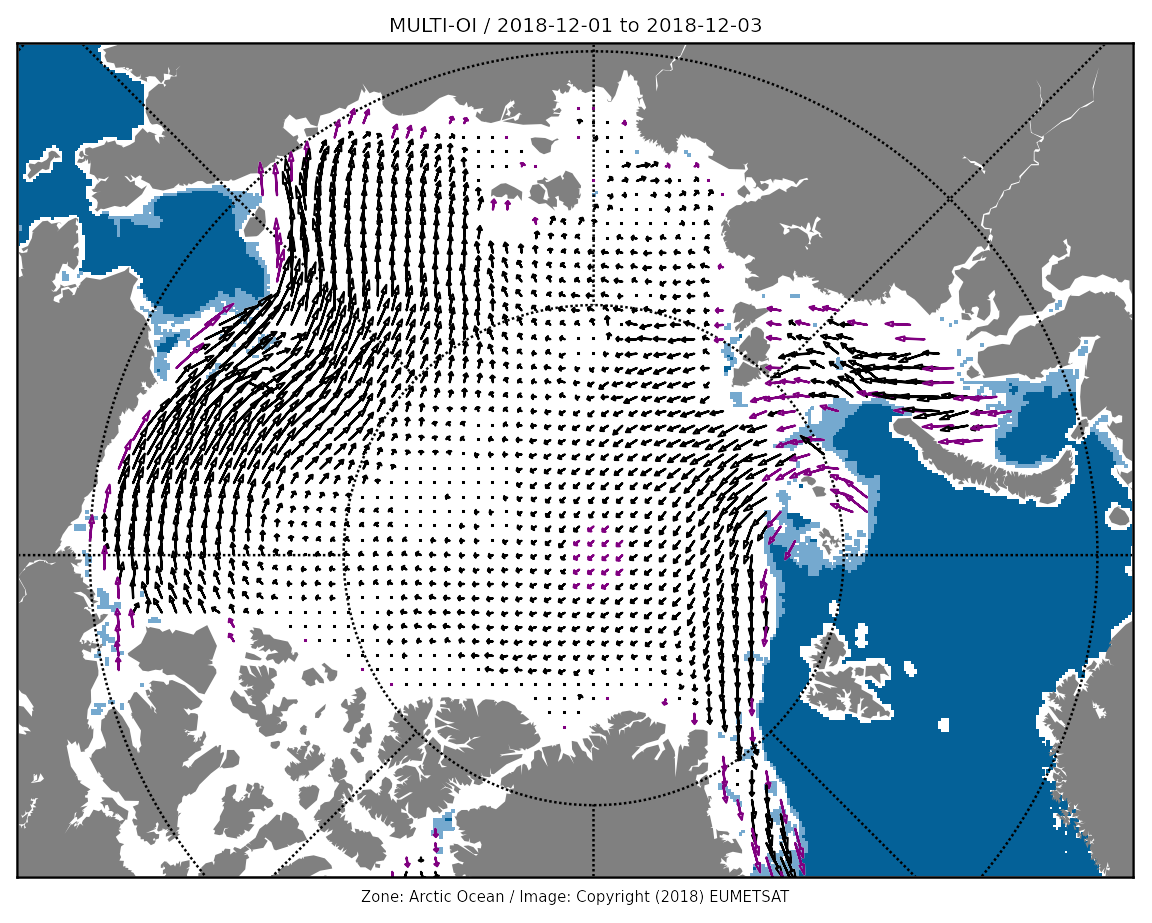 MULTI-OI / 2018-12-01 to 2018-12-03
Zone: Arctic Ocean / Image: Copyright (2018) EUMETSAT